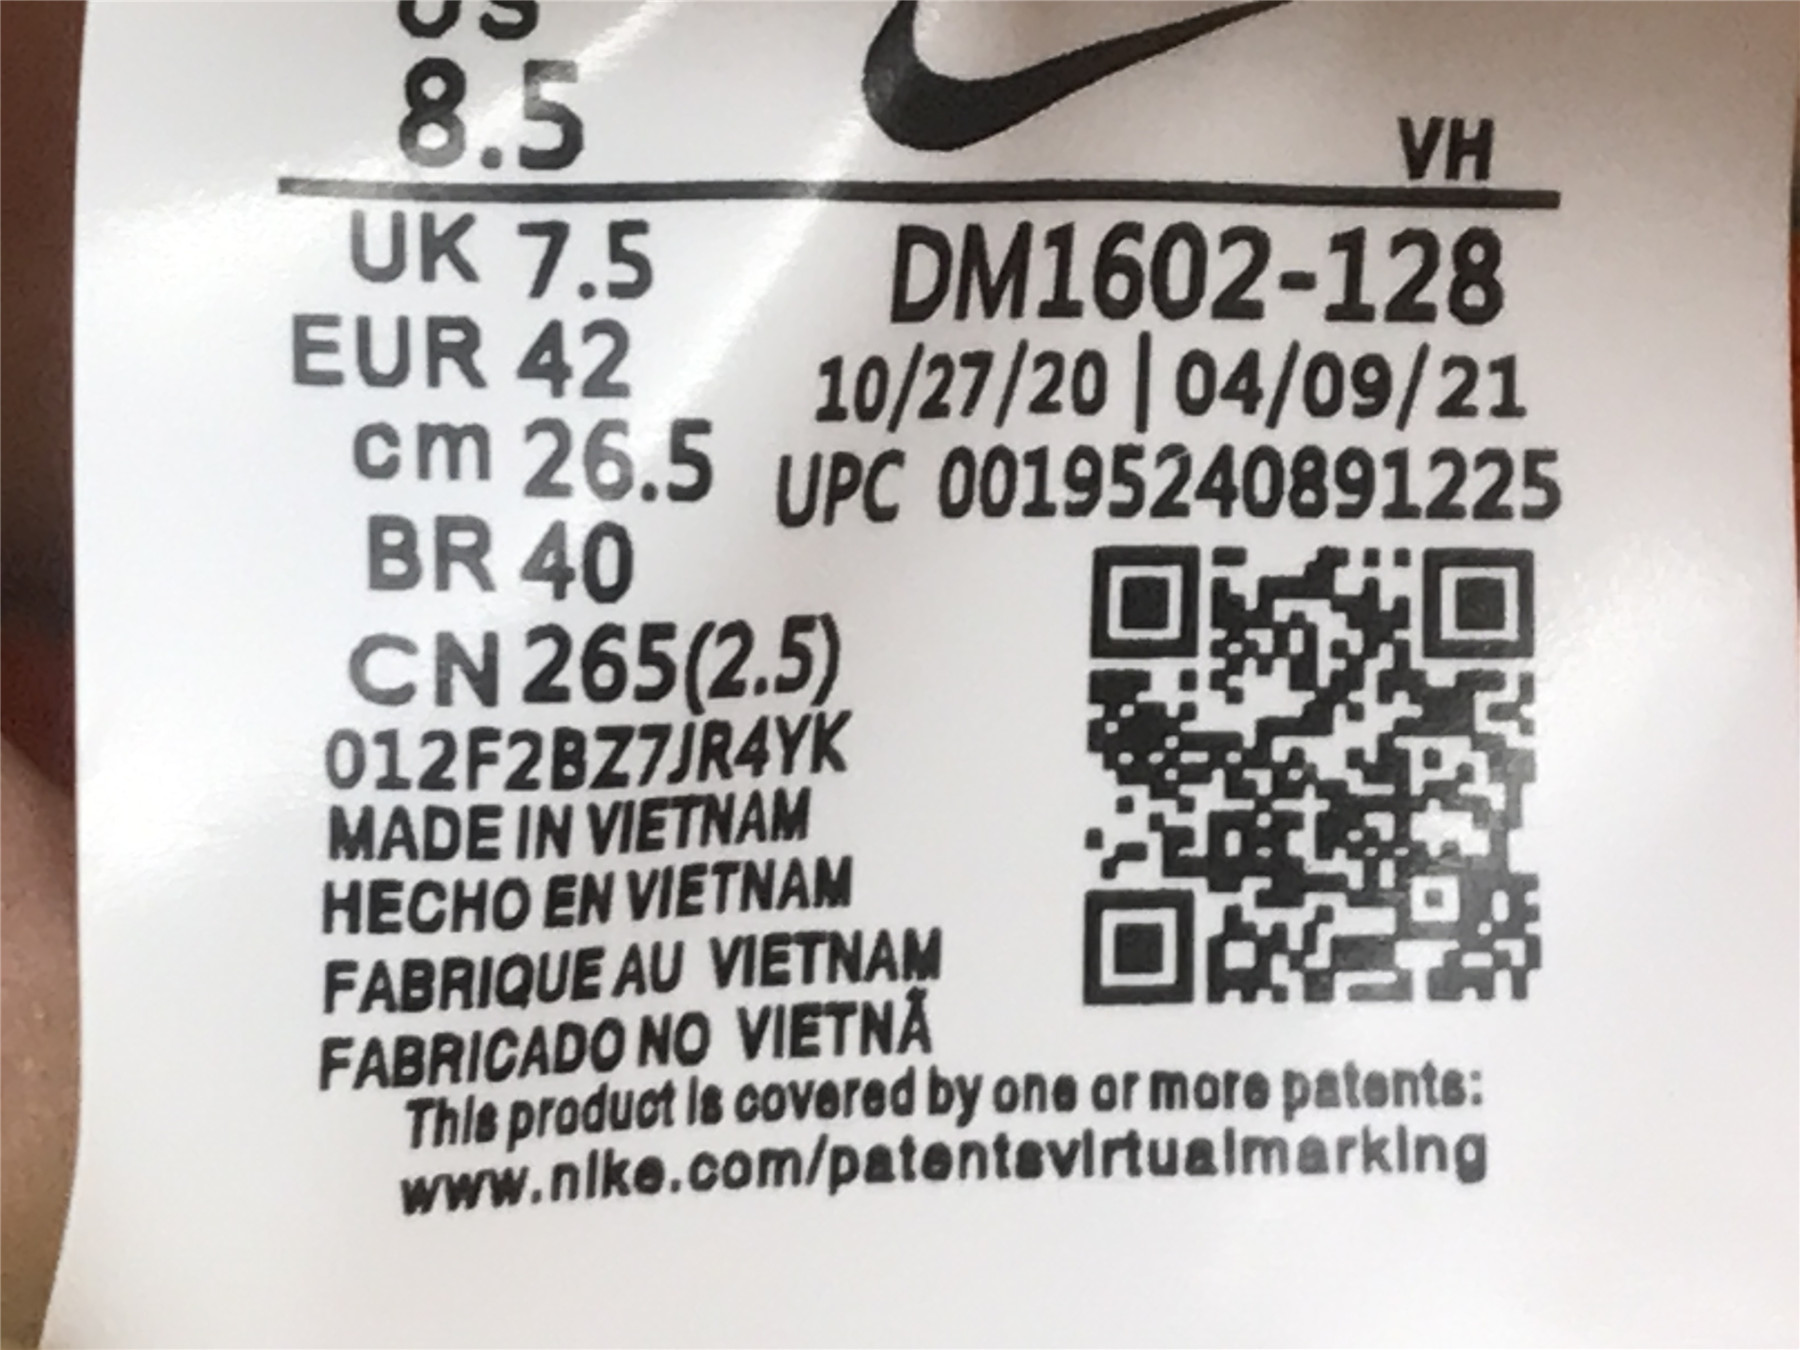 US
8.5
VH
UK 7.5
EUR 42
cm 26.5
BR 40
CN 265(2.5)
012F2BZ7JR4YK
MADE IN VIETNAM
HECHO EN VIETNAM
FABRIQUE AU VIETNAM
FABRICADO NO VIETNÃ
DM1602-128
10/27/20 | 04/09/21
UPC 00195240891225
This product is covered by one or more patents:
www.nike.com/patentsvirtualmarking